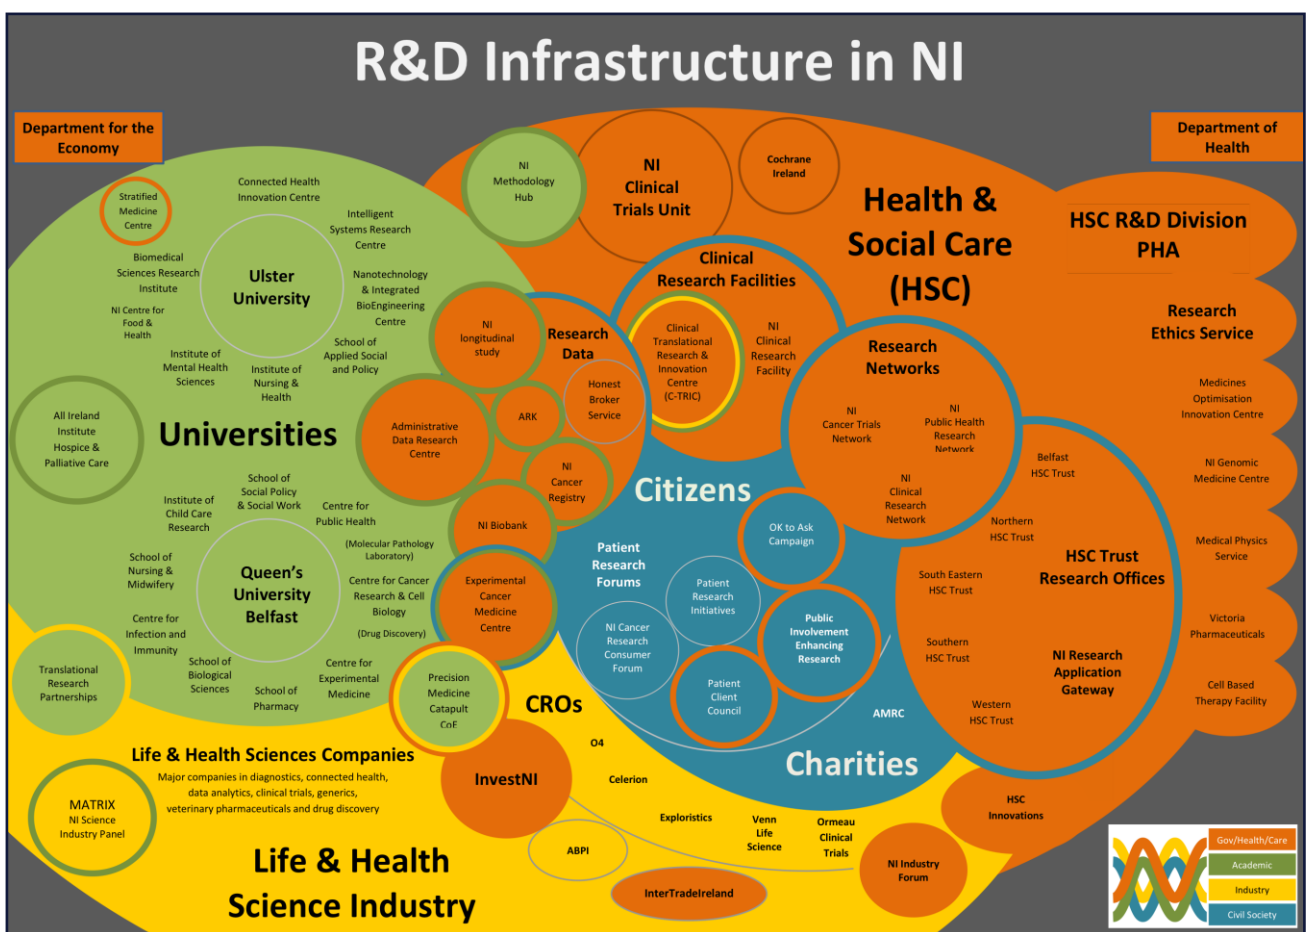 R&D Infrastructure in NI
Department for the
Economy
Department of
Health
Stratified
Medicine
Centre
Connected Health
Innovation Centre
Intelligent
Systems Research
Centre
Biomedical
Sciences Research
Institute
Ulster
University
Nanotechnology
& Integrated
BioEngineering
Centre
NI Centre for
Food &
Health
School of
Applied Social
and Policy
Institute of
Mental Health
Sciences
Institute of
Nursing &
Health
All Ireland
Institute
Hospice &
Palliative Care
Universities
School of
Social Policy
& Social Work
Institute of
Child Care
Research
Centre for
Public Health
(Molecular Pathology
Laboratory)
School of
Nursing &
Midwifery
Queen's
University
Belfast
Centre for Cancer
Research & Cell
Biology
(Drug Discovery)
Centre for
Infection and
Immunity
School of
Biological
Sciences
School of
Pharmacy
Centre for
Experimental
Medicine
Translational
Research
Partnerships
NI
Methodology
Hub
NI
Clinical
Trials Unit
Cochrane
Ireland
Health &
Social Care
(HSC)
HSC R&D Division
PHA
Research
Ethics Service
Medicines
Optimisation
Innovation Centre
NI Genomic
Medicine Centre
Medical Physics
Service
Victoria
Pharmaceuticals
Cell Based
Therapy Facility
Clinical
Research Facilities
Clinical
Translational
Research &
Innovation
Centre
(C-TRIC)
NI
Clinical
Research
Facility
NI
longitudinal
study
Research
Data
Honest
Broker
Service
ARK
Administrative
Data Research
Centre
NI
Cancer
Registry
NI Biobank
Experimental
Cancer
Medicine
Centre
Precision
Medicine
Catapult
CoE
Research
Networks
NI
Cancer Trials
Network
NI
Public Health
Research
Network
NI
Clinical
Research
Network
Belfast
HSC Trust
Northern
HSC Trust
HSC Trust
Research Offices
South Eastern
HSC Trust
Southern
HSC Trust
NI Research
Application
Gateway
Western
HSC Trust
Citizens
OK to Ask
Campaign
Patient
Research
Forums
Patient
Research
Initiatives
NI Cancer
Research
Consumer
Forum
Public
Involvement
Enhancing
Research
Patient
Client
Council
AMRC
Charities
CROs
O4
Celerion
Exploristics
Venn
Life
Science
Ormeau
Clinical
Trials
Life & Health Sciences Companies
Major companies in diagnostics, connected health,
data analytics, clinical trials, generics,
veterinary pharmaceuticals and drug discovery
MATRIX
NI Science
Industry Panel
InvestNI
ABPI
InterTradeIreland
HSC
Innovations
NI Industry
Forum
Life & Health
Science Industry
Gov/Health/Care
Academic
Industry
Civil Society